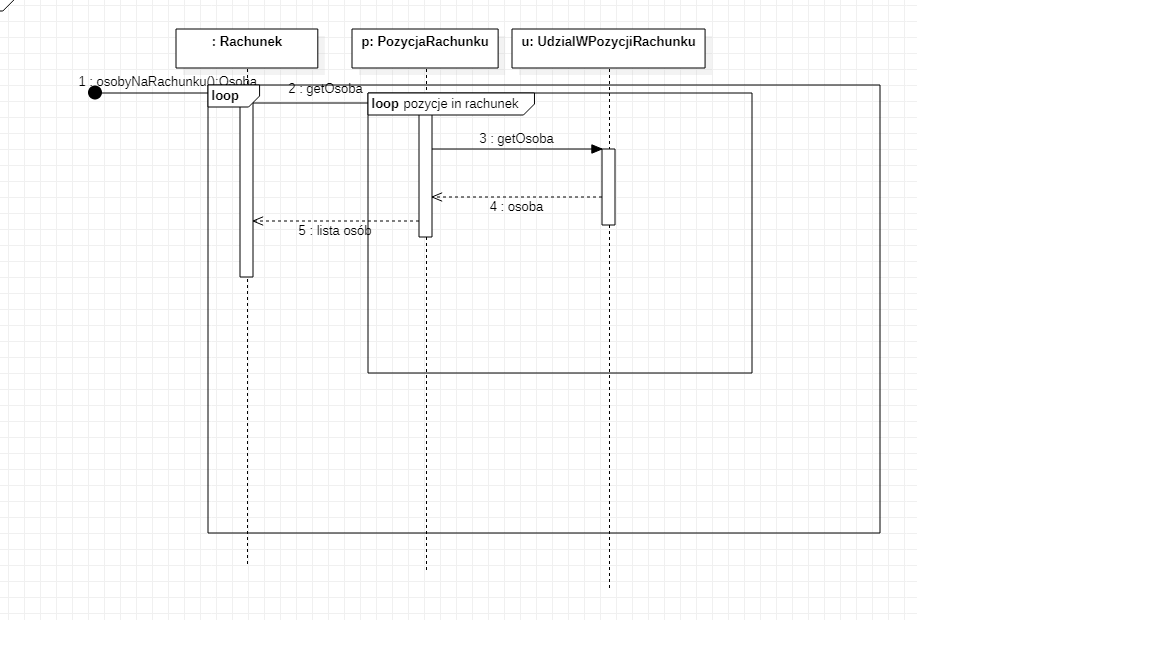 : Rachunek
p: PozycjaRachunku
u: UdzialWPozycjiRachunku
1 : osobyNaRachunku():Osoba
loop
2 : getOsoba
loop pozycje in rachunek
3 : getOsoba
4 : osoba
5 : lista osób